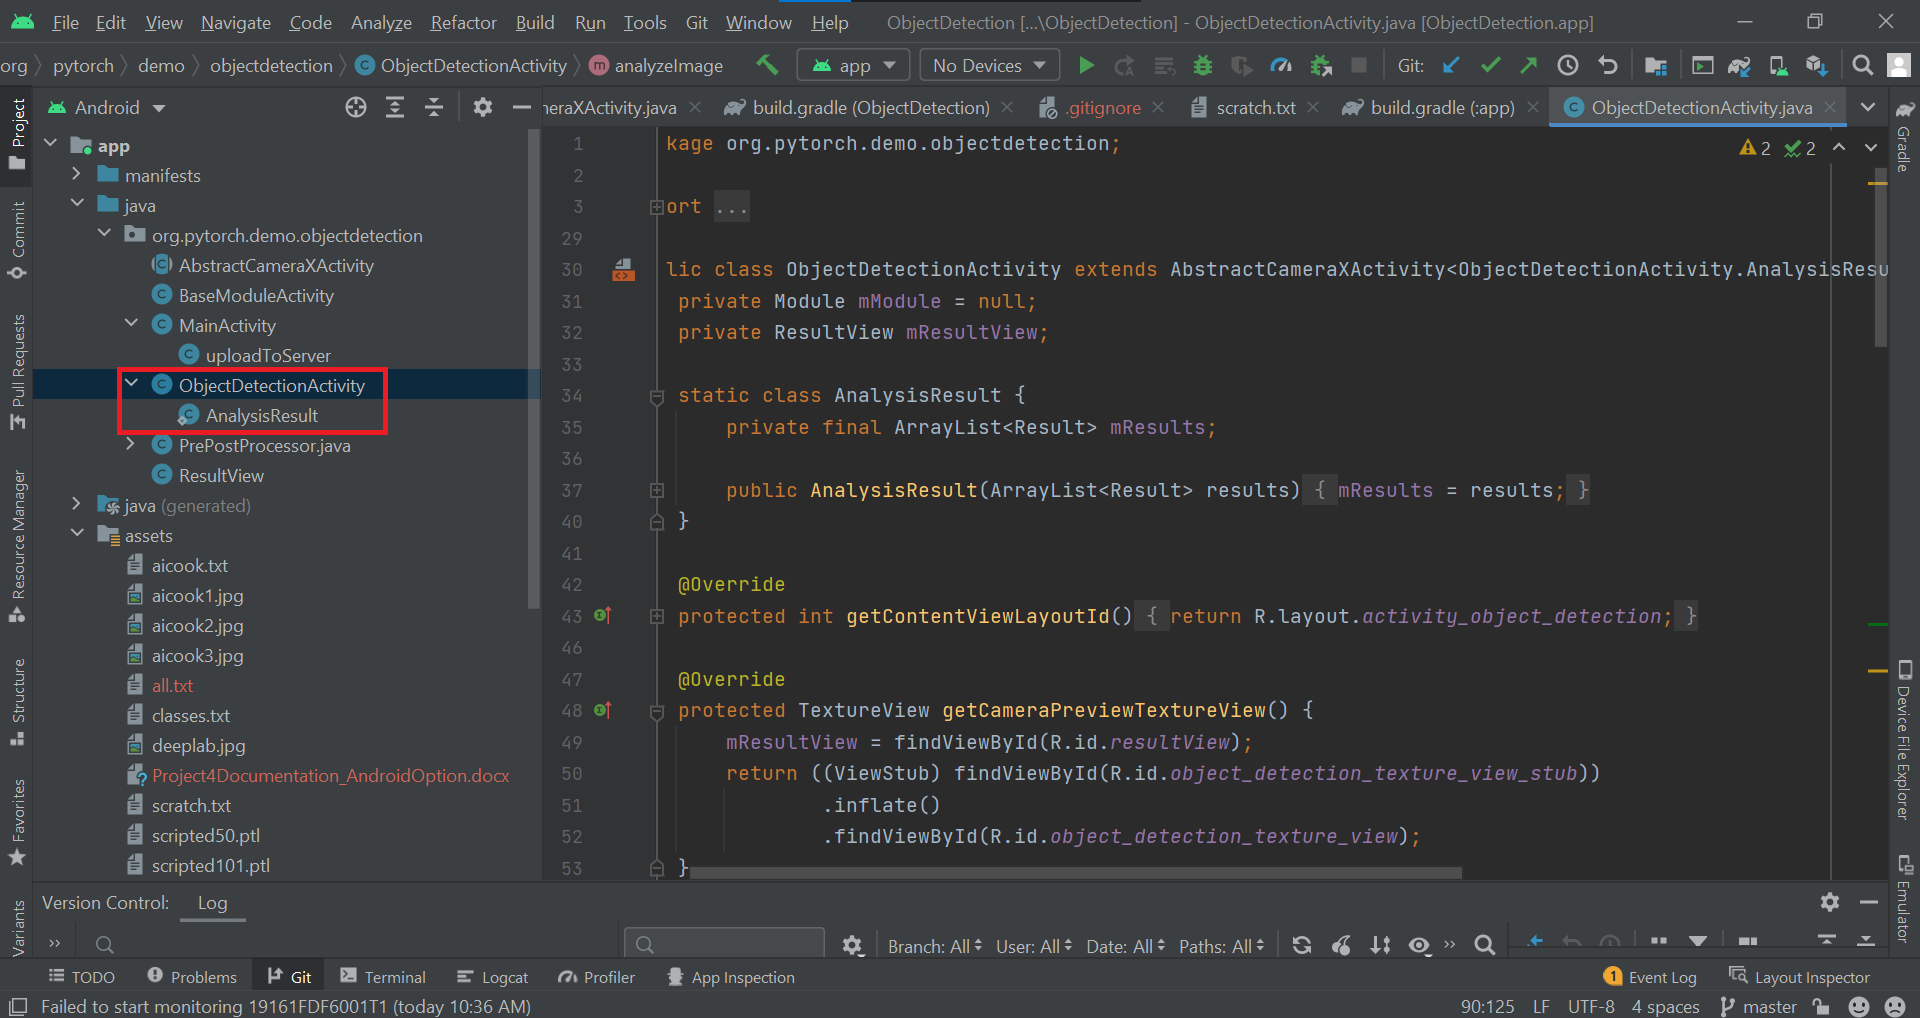 File Edit View Navigate Code Analyze Refactor Build Run Tools Git Window Help ObjectDetection [...\ObjectDetection] - ObjectDetectionActivity.java [ObjectDetection.app]
org pytorch demo objectdetection C ObjectDetectionActivity m analyzeImage app No Devices Git:
Android
meraXActivity.java build.gradle (ObjectDetection) .gitignore scratch.txt build.gradle (:app) C ObjectDetectionActivity.java
Project
Commit
Pull Requests
Resource Manager
Structure
Favorites
Variants
app
manifests
java
org.pytorch.demo.objectdetection
C AbstractCameraXActivity
C BaseModuleActivity
C MainActivity
C uploadToServer
C ObjectDetectionActivity
C AnalysisResult
C PrePostProcessor.java
C ResultView
java (generated)
assets
aicook.txt
aicook1.jpg
aicook2.jpg
aicook3.jpg
all.txt
classes.txt
deeplab.jpg
Project4Documentation_AndroidOption.docx
scratch.txt
scripted50.ptl
scripted101.ptl
1 kage org.pytorch.demo.objectdetection;
2
3 ort ...
29
30 lic class ObjectDetectionActivity extends AbstractCameraXActivity<ObjectDetectionActivity.AnalysisResu
31 private Module mModule = null;
32 private ResultView mResultView;
33
34 static class AnalysisResult {
35 private final ArrayList<Result> mResults;
36
37 public AnalysisResult(ArrayList<Result> results) { mResults = results; }
40 }
41
42 @Override
43 protected int getContentViewLayoutId() { return R.layout.activity_object_detection; }
46
47 @Override
48 protected TextureView getCameraPreviewTextureView() {
49 mResultView = findViewById(R.id.resultView);
50 return ((ViewStub) findViewById(R.id.object_detection_texture_view_stub))
51 .inflate()
52 .findViewById(R.id.object_detection_texture_view);
53 }
2 2
Gradle
Device File Explorer
Emulator
Version Control: Log
Branch: All User: All Date: All Paths: All
TODO Problems Git Terminal Logcat Profiler App Inspection 1 Event Log Layout Inspector
Failed to start monitoring 19161FDF6001T1 (today 10:36 AM) 90:125 LF UTF-8 4 spaces master